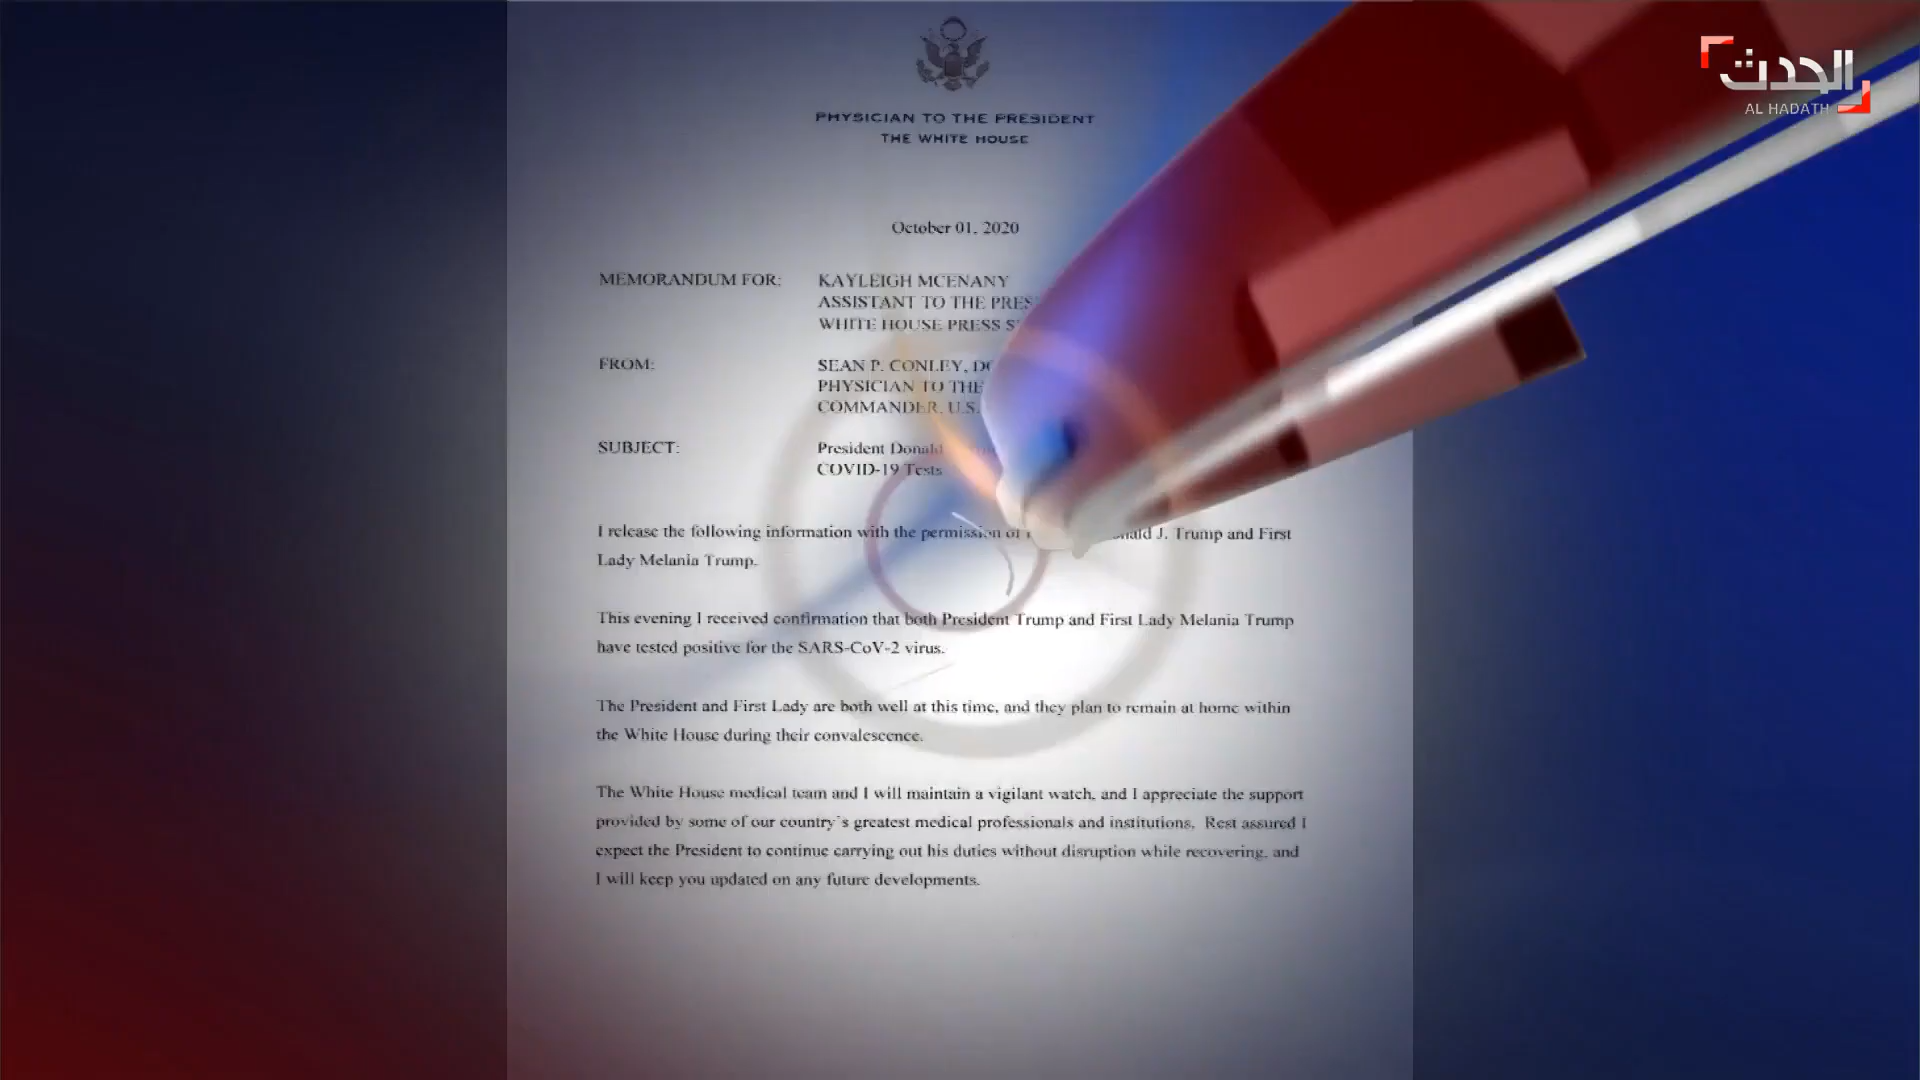 الحدث
AL HADATH
PHYSICIAN TO THE PRESIDENT
THE WHITE HOUSE
October 01, 2020
MEMORANDUM FOR: KAYLEIGH MCENANY
ASSISTANT TO THE PRES
WHITE HOUSE PRESS S
FROM: SEAN P. CONLEY, DO
PHYSICIAN TO THE
COMMANDER, U.S.
SUBJECT: President Donald
COVID-19 Tests
I release the following information with the permission of nald J. Trump and First
Lady Melania Trump.
This evening I received confirmation that both President Trump and First Lady Melania Trump
have tested positive for the SARS-CoV-2 virus.
The President and First Lady are both well at this time, and they plan to remain at home within
the White House during their convalescence.
The White House medical team and I will maintain a vigilant watch, and I appreciate the support
provided by some of our country's greatest medical professionals and institutions. Rest assured I
expect the President to continue carrying out his duties without disruption while recovering, and
I will keep you updated on any future developments.